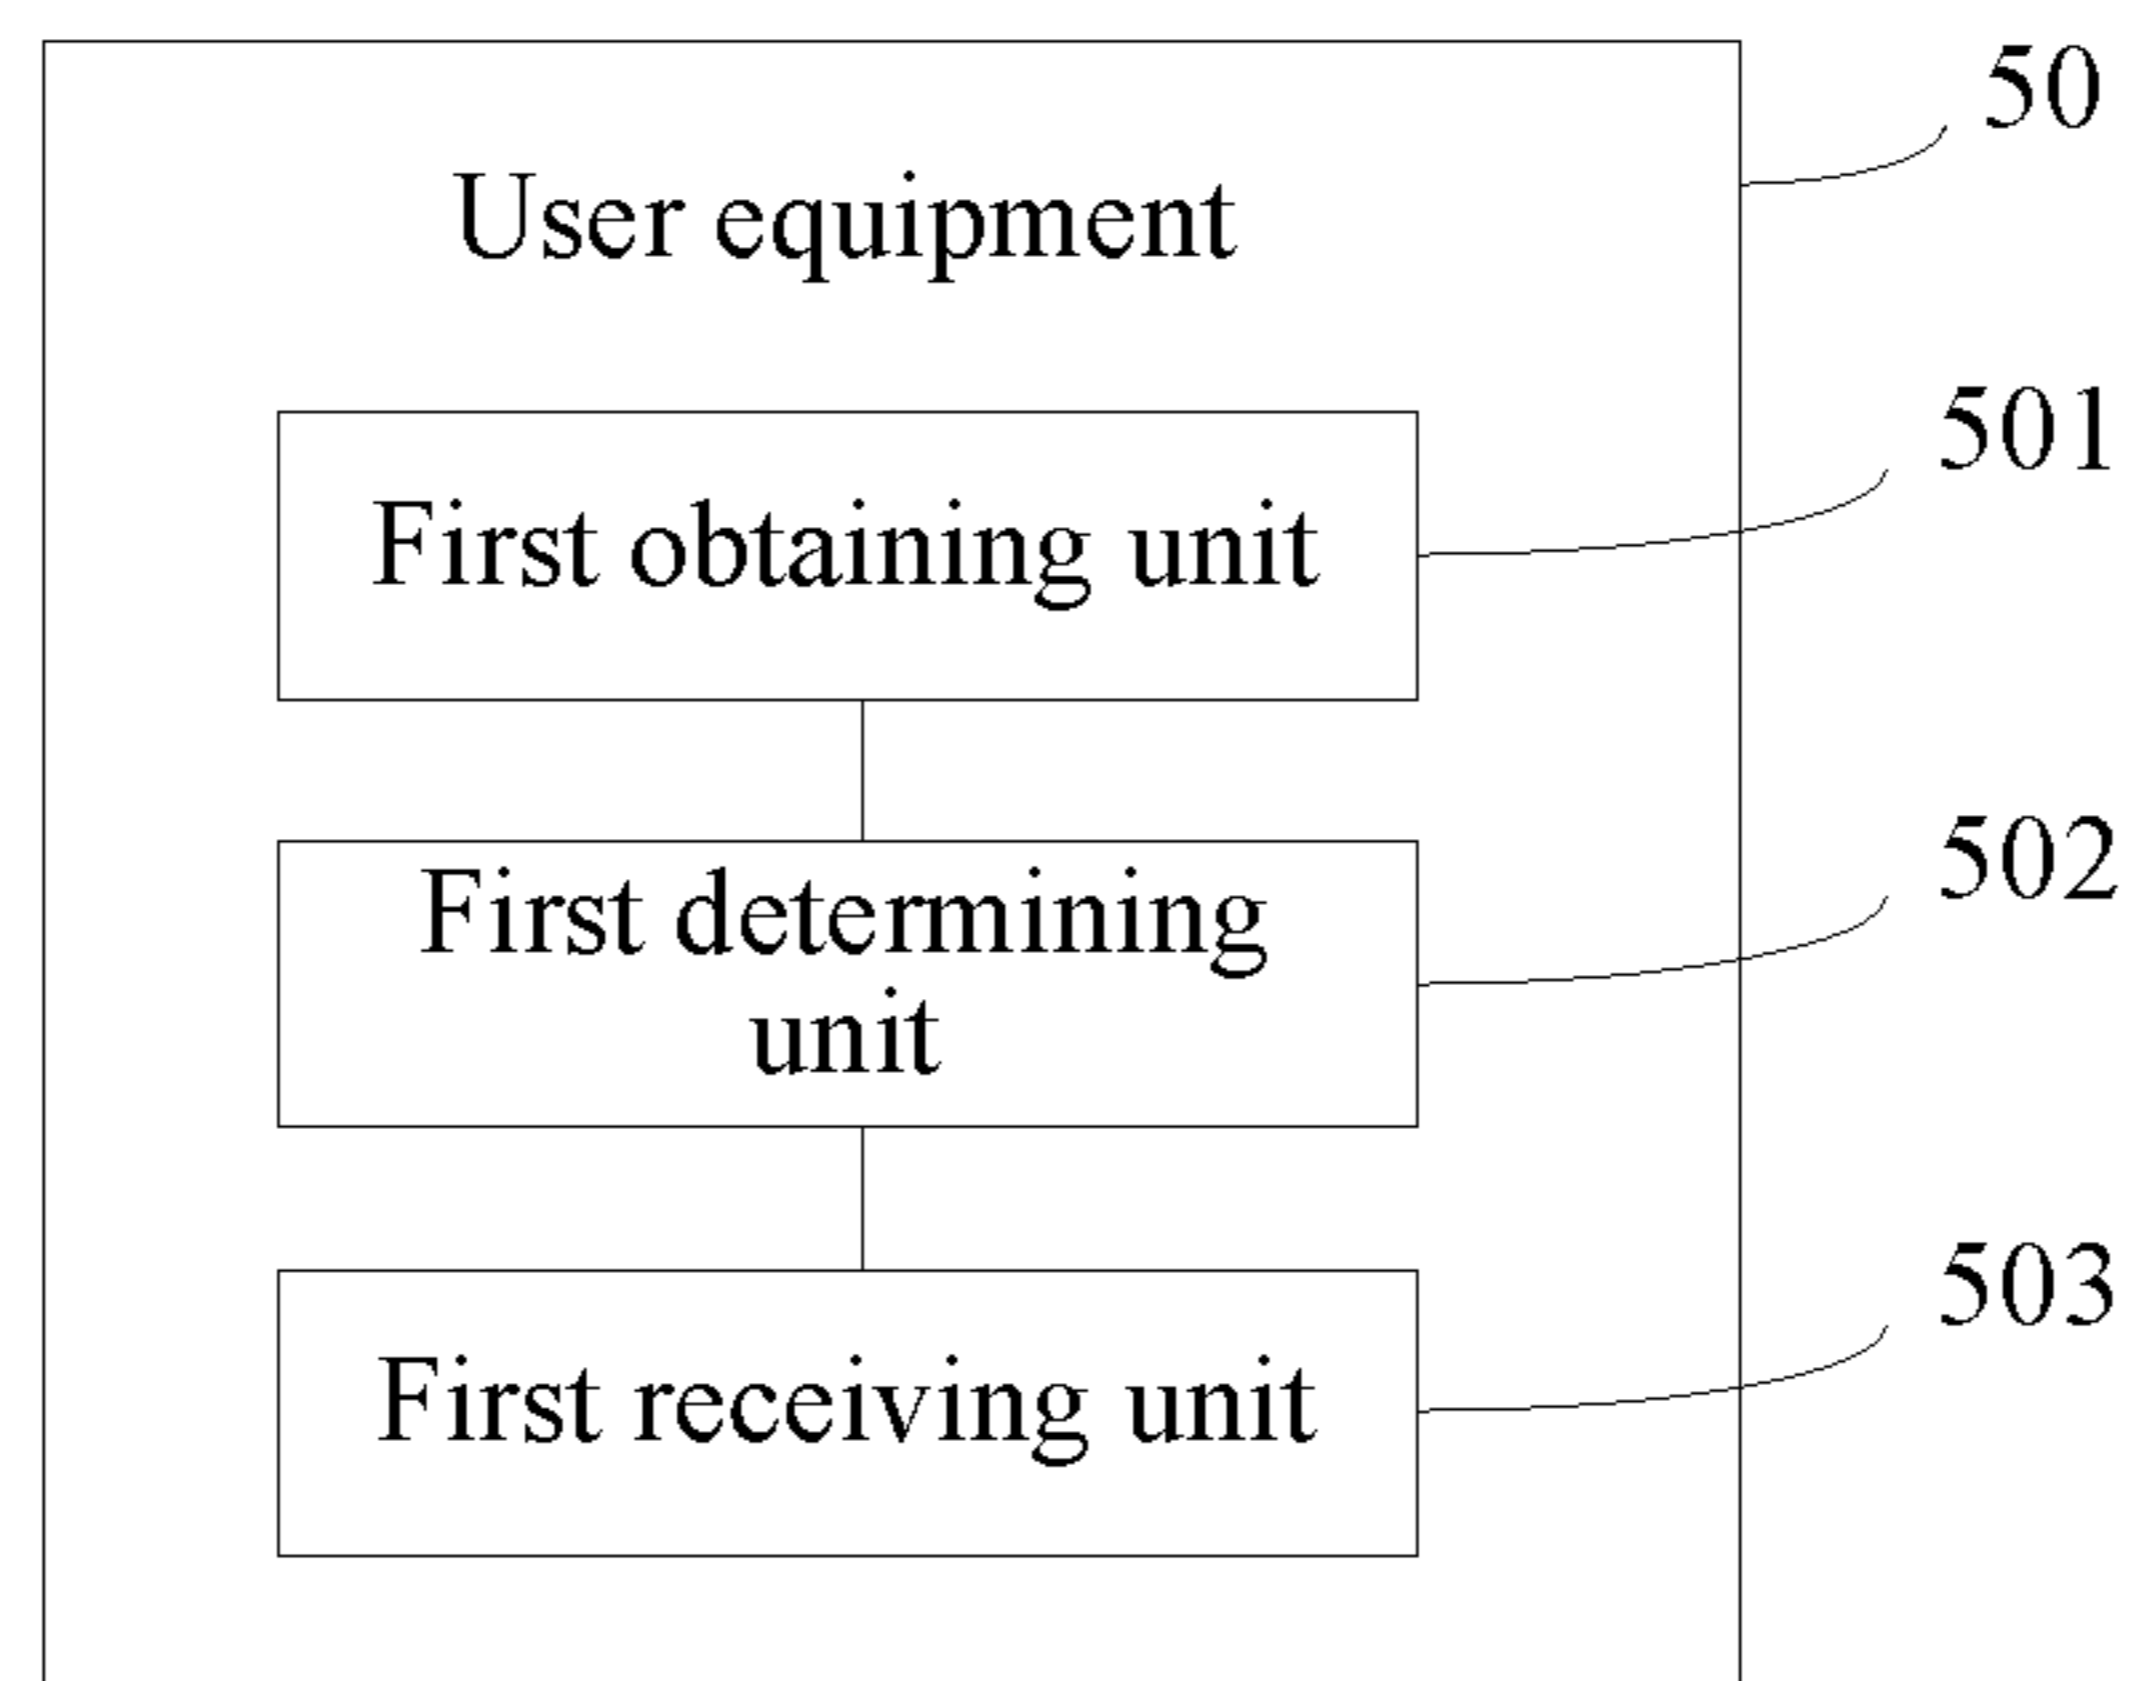 50
User equipment
501
First obtaining unit
502
First determining
unit
503
First receiving unit